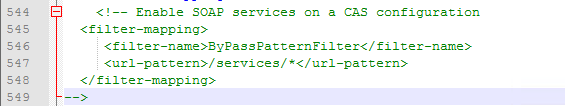 544 <!-- Enable SOAP services on a CAS configuration
545 <filter-mapping>
546 <filter-name>ByPassPatternFilter</filter-name>
547 <url-pattern>/services/*</url-pattern>
548 </filter-mapping>
549 -->